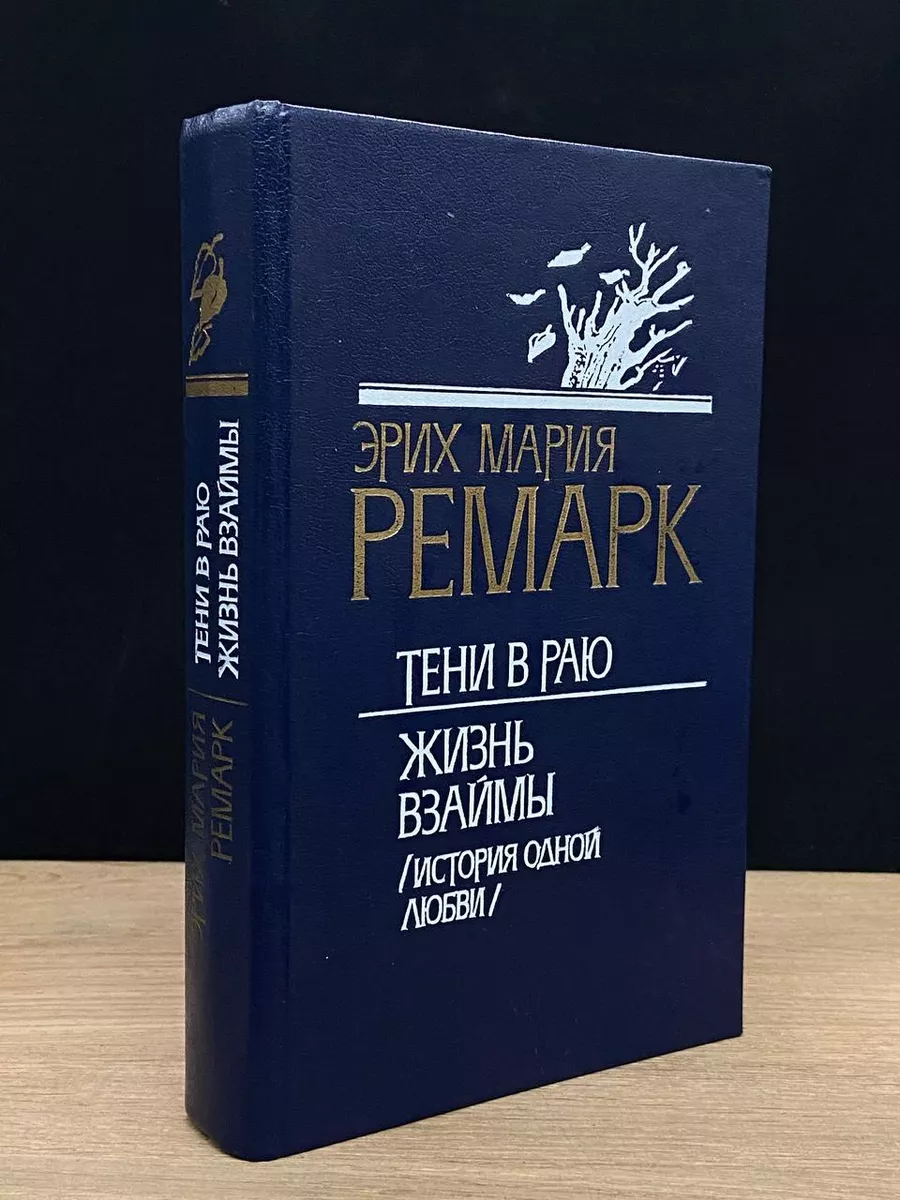 ЭРИХ МАРИЯ
РЕМАРК
ТЕНИ В РАЮ
ЖИЗНЬ
ВЗАЙМЫ
/ИСТОРИЯ ОДНОЙ
ЛЮБВИ/
ЭРИХ МАРИЯ
РЕМАРК
ТЕНИ В РАЮ
ЖИЗНЬ ВЗАЙМЫ